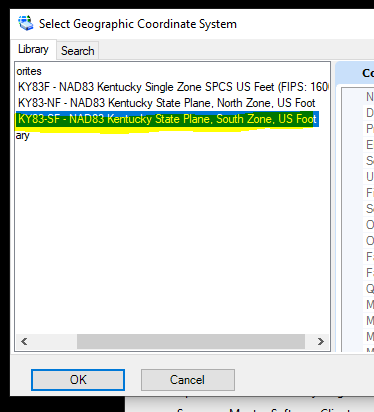 Select Geographic Coordinate System
Library
Search
orites
KY83F - NAD83 Kentucky Single Zone SPCS US Feet (FIPS: 160
KY83-NF - NAD83 Kentucky State Plane, North Zone, US Foot
KY83-SF - NAD83 Kentucky State Plane, South Zone, US Foot
ary
Co
N
D
P
E
S
U
F
S
O
O
F
F
Q
M
M
M
M
OK
Cancel